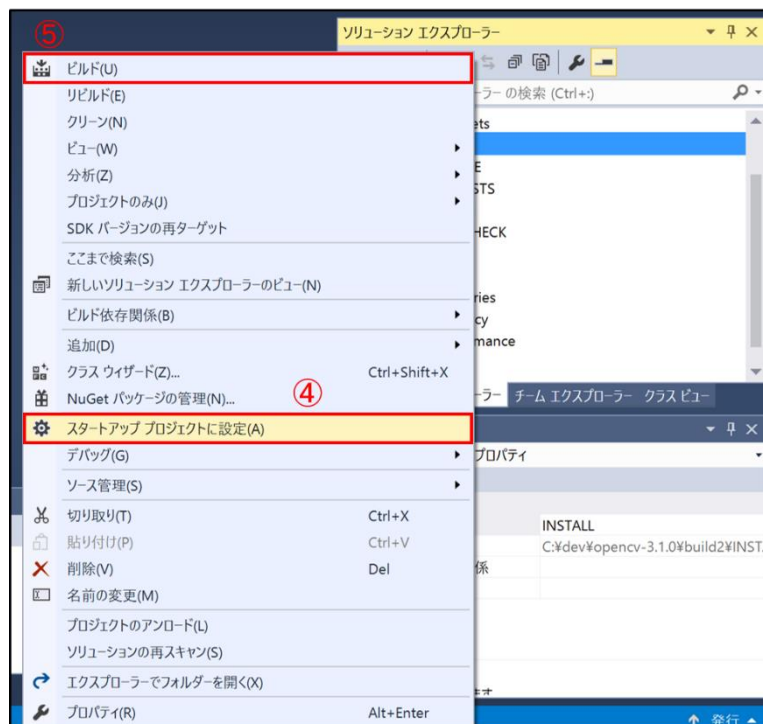 ⑤
ソリューション エクスプローラー
ビルド(U)
リビルド(E)
ーラー の検索 (Ctrl+:)
クリーン(N)
ets
ビュー(W)
分析(Z)
E
プロジェクトのみ(J)
STS
SDK バージョンの再ターゲット
HECK
ここまで検索(S)
新しいソリューション エクスプローラーのビュー(N)
ries
ビルド依存関係(B)
cy
追加(D)
mance
クラス ウィザード(Z)... Ctrl+Shift+X
④
NuGet パッケージの管理(N)...
ーラー チーム エクスプローラー クラス ビュー
スタートアップ プロジェクトに設定(A)
デバッグ(G)
プロパティ
ソース管理(S)
切り取り(T) Ctrl+X
INSTALL
貼り付け(P) Ctrl+V
C:¥dev¥opencv-3.1.0¥build2¥INST.
削除(V) Del
係
名前の変更(M)
プロジェクトのアンロード(L)
ソリューションの再スキャン(S)
エクスプローラーでフォルダーを開く(X)
プロパティ(R) Alt+Enter
発行